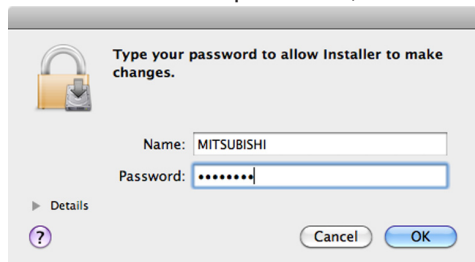 Type your password to allow Installer to make
changes.
Name: MITSUBISHI
Password: ••••••••
Details
?
Cancel
OK